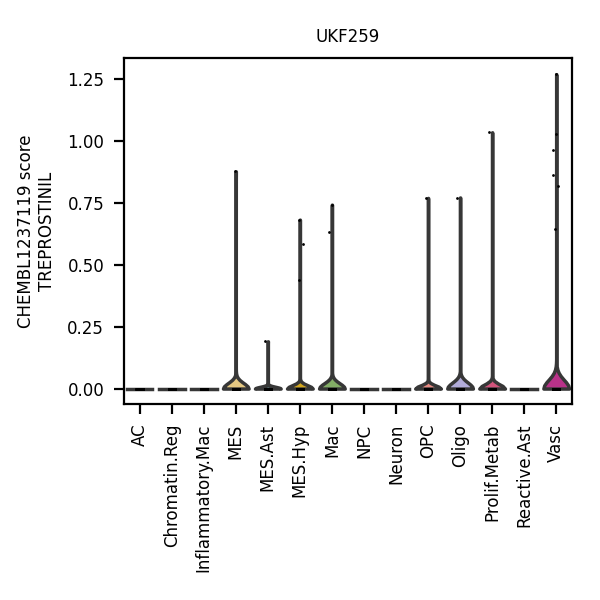 UKF259
CHEMBL1237119 score
TREPROSTINIL
1.25
1.00
0.75
0.50
0.25
0.00
AC
Chromatin.Reg
Inflammatory.Mac
MES
MES.Ast
MES.Hyp
Mac
NPC
Neuron
OPC
Oligo
Prolif.Metab
Reactive.Ast
Vasc